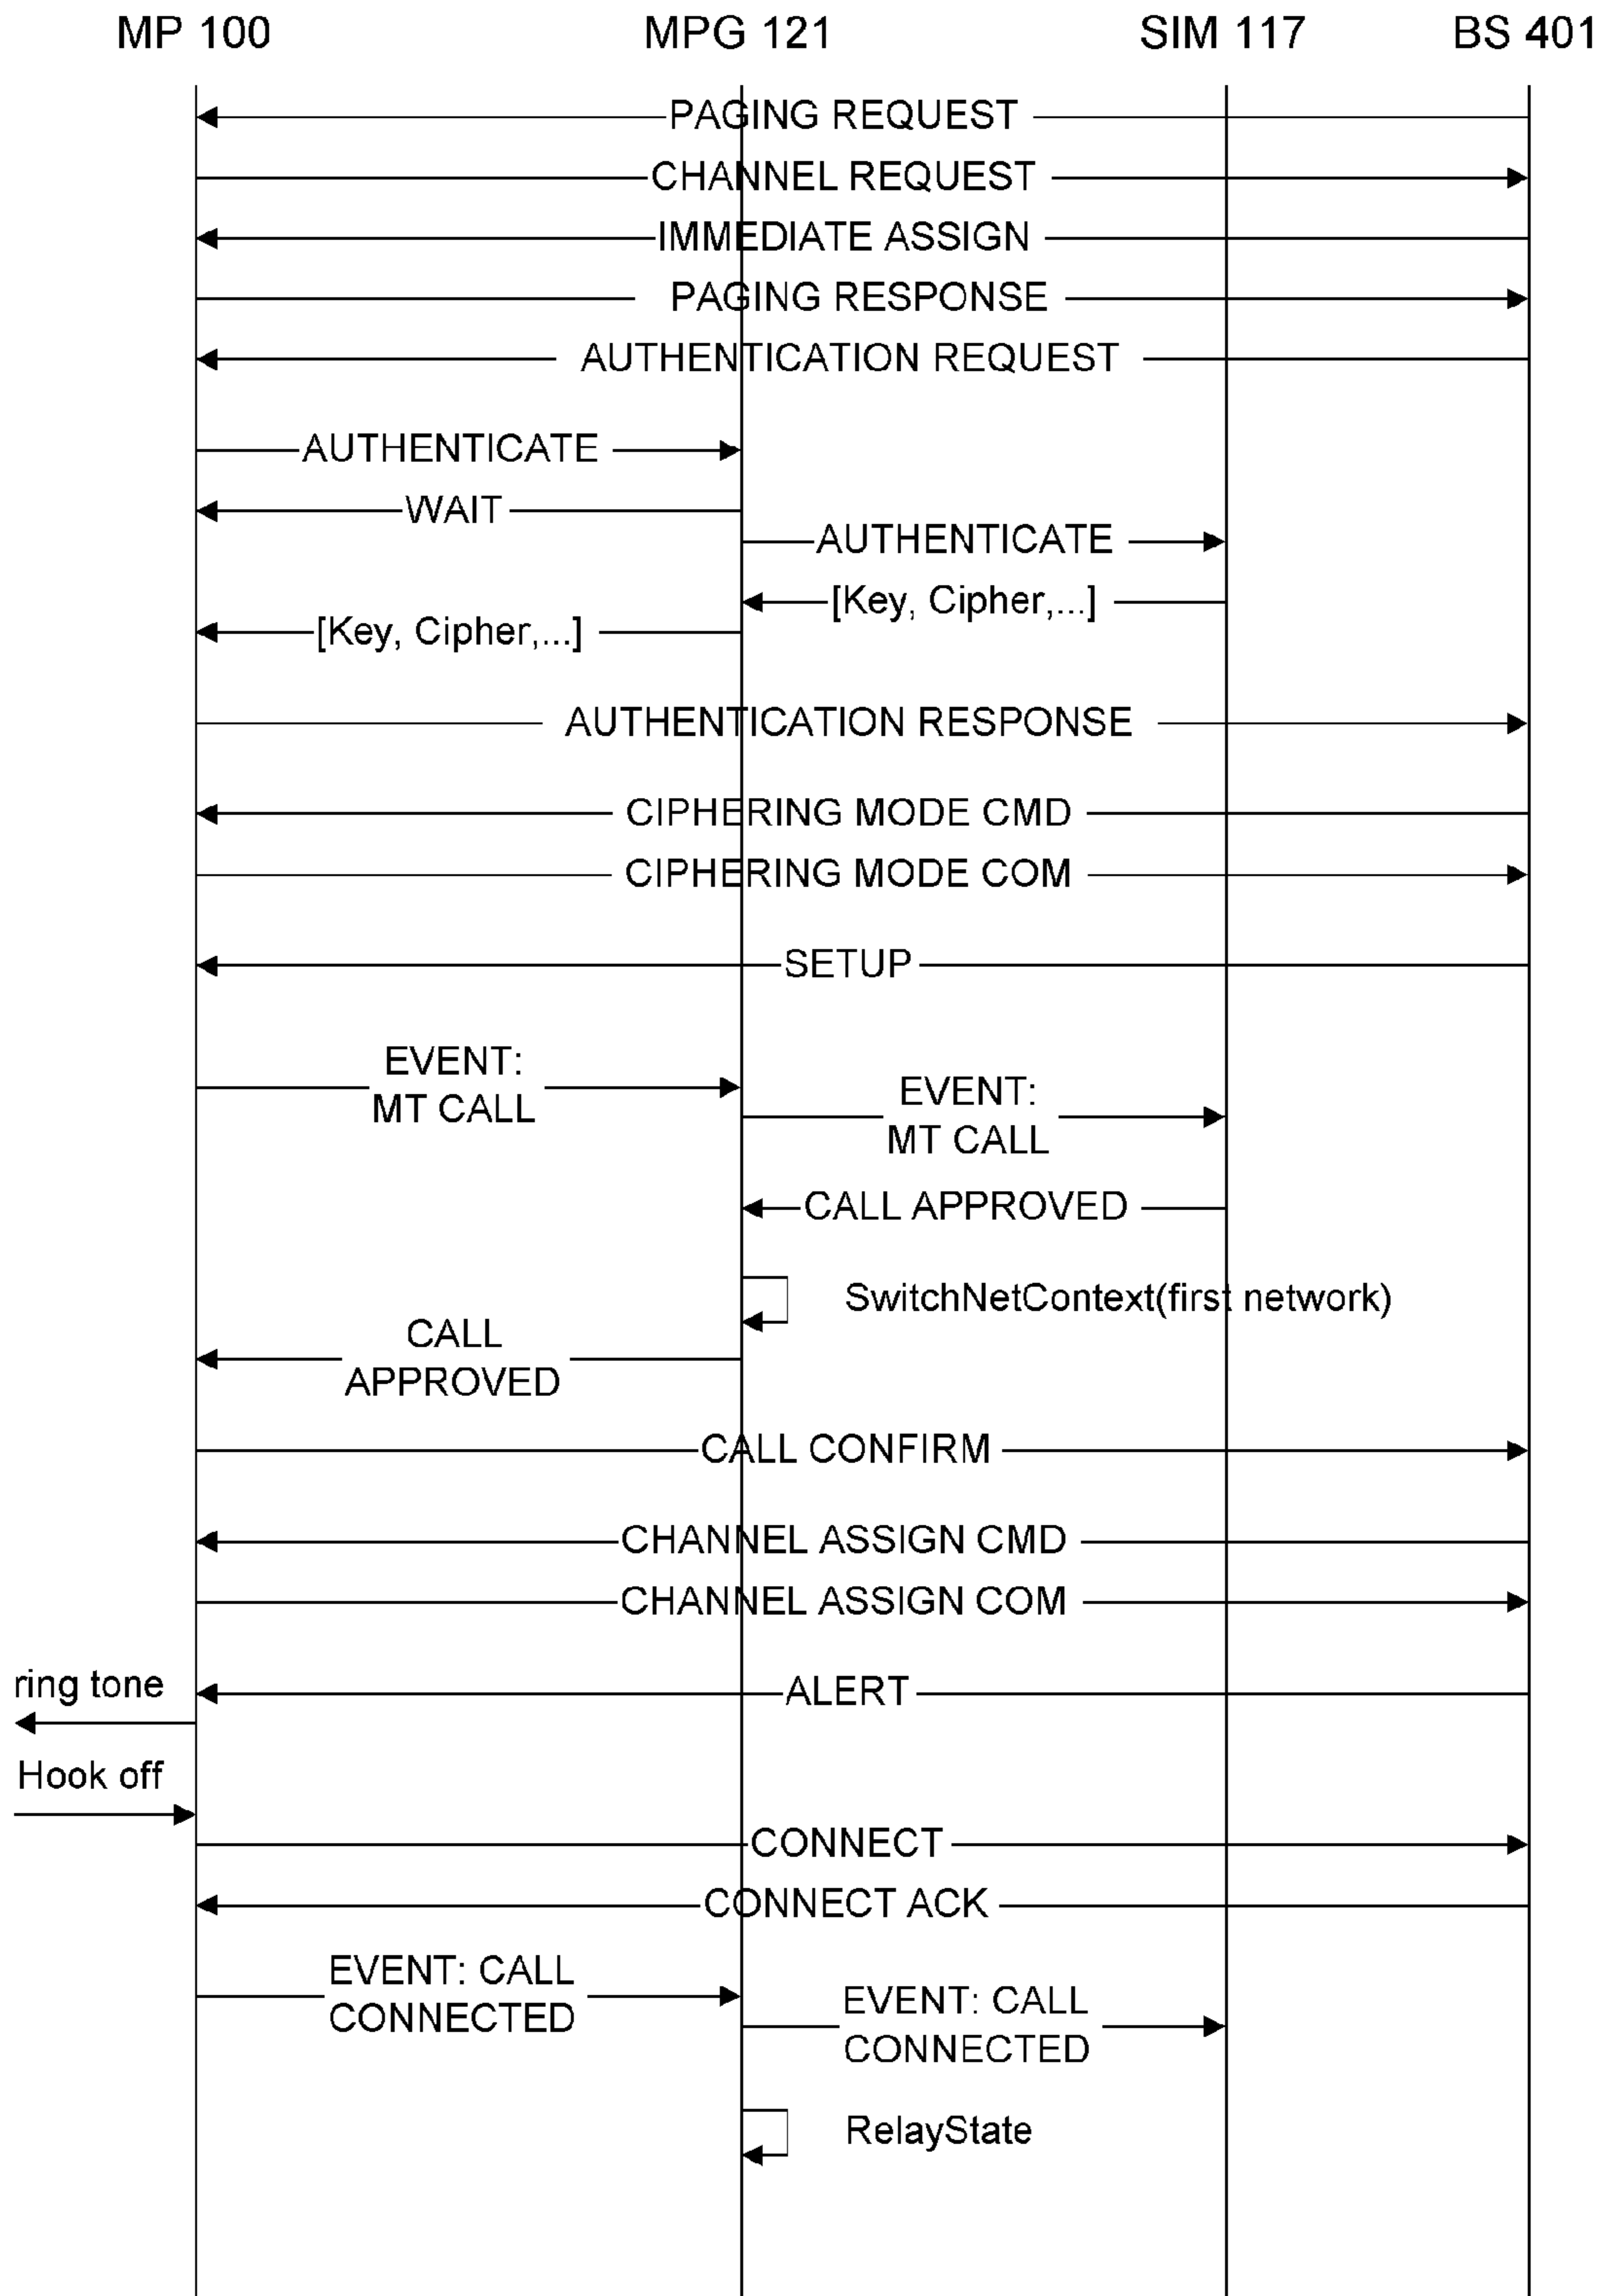 MP 100
MPG 121
SIM 117
BS 401
PAGING REQUEST
CHANNEL REQUEST
IMMEDIATE ASSIGN
PAGING RESPONSE
AUTHENTICATION REQUEST
AUTHENTICATE
WAIT
AUTHENTICATE
[Key, Cipher,...]
[Key, Cipher,...]
AUTHENTICATION RESPONSE
CIPHERING MODE CMD
CIPHERING MODE COM
SETUP
EVENT:
MT CALL
EVENT:
MT CALL
CALL APPROVED
SwitchNetContext(first network)
CALL
APPROVED
CALL CONFIRM
CHANNEL ASSIGN CMD
CHANNEL ASSIGN COM
ring tone
ALERT
Hook off
CONNECT
CONNECT ACK
EVENT: CALL
CONNECTED
EVENT: CALL
CONNECTED
RelayState